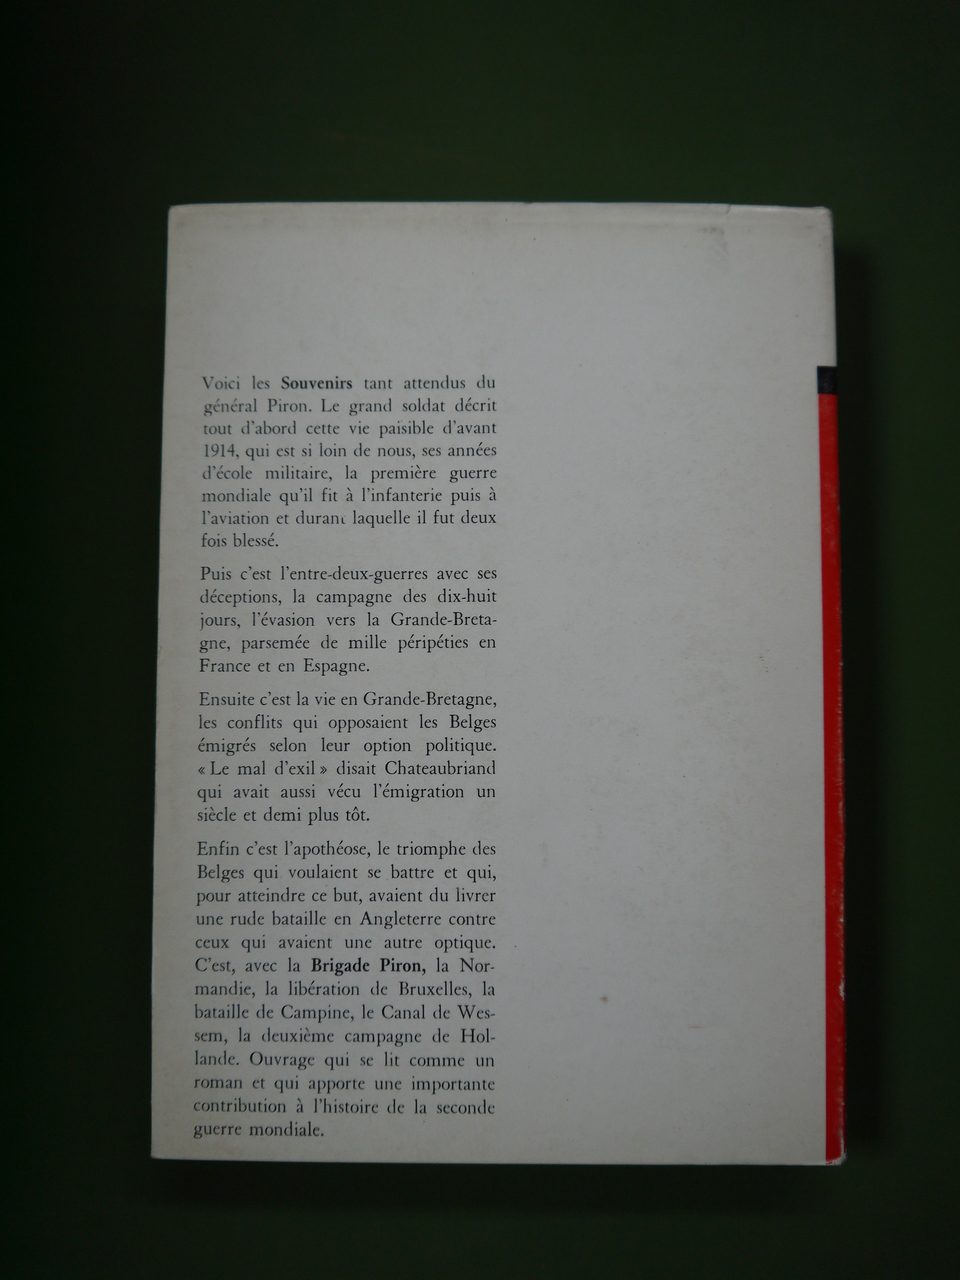 Voici les Souvenirs tant attendus du
général Piron. Le grand soldat décrit
tout d'abord cette vie paisible d'avant
1914, qui est si loin de nous, ses années
d'école militaire, la première guerre
mondiale qu'il fit à l'infanterie puis à
l'aviation et durant laquelle il fut deux
fois blessé.
Puis c'est l'entre-deux-guerres avec ses
déceptions, la campagne des dix-huit
jours, l'évasion vers la Grande-Breta-
gne, parsemée de mille péripéties en
France et en Espagne.
Ensuite c'est la vie en Grande-Bretagne,
les conflits qui opposaient les Belges
émigrés selon leur option politique.
« Le mal d'exil » disait Chateaubriand
qui avait aussi vécu l'émigration un
siècle et demi plus tôt.
Enfin c'est l'apothéose, le triomphe des
Belges qui voulaient se battre et qui,
pour atteindre ce but, avaient du livrer
une rude bataille en Angleterre contre
ceux qui avaient une autre optique.
C'est, avec la Brigade Piron, la Nor-
mandie, la libération de Bruxelles, la
bataille de Campine, le Canal de Wes-
sem, la deuxième campagne de Hol-
lande. Ouvrage qui se lit comme un
roman et qui apporte une importante
contribution à l'histoire de la seconde
guerre mondiale.